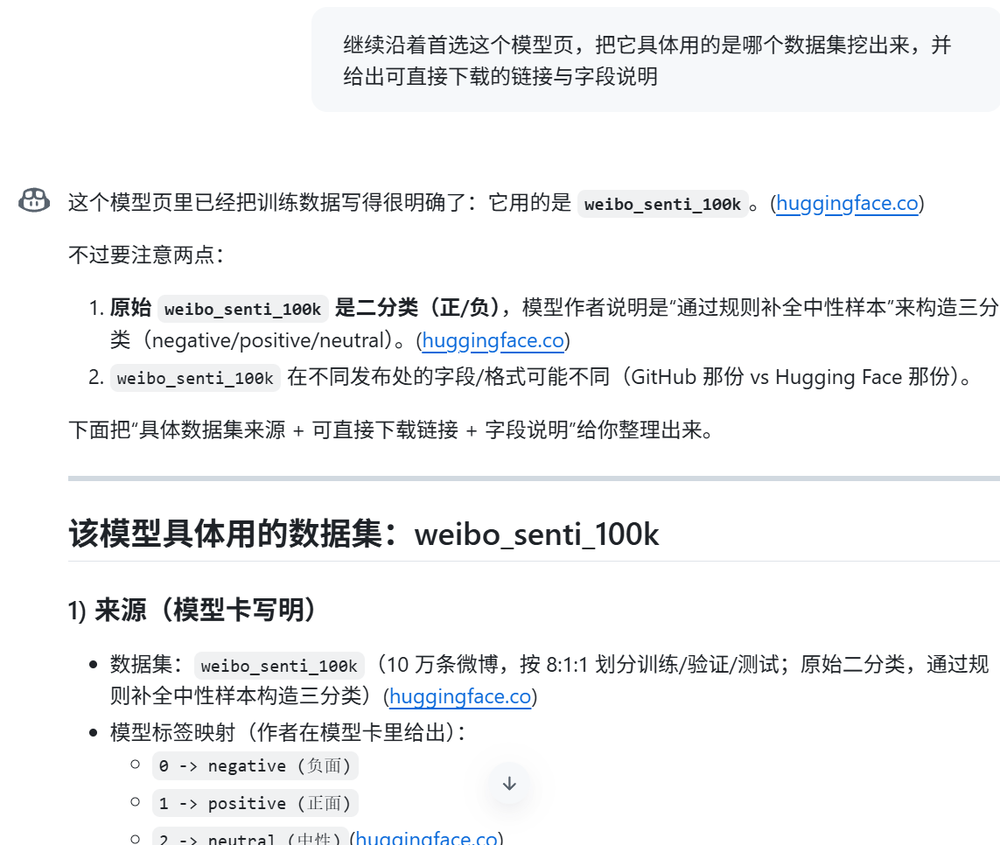 继续沿着首选这个模型页，把它具体用的是哪个数据集挖出来，并
给出可直接下载的链接与字段说明
这个模型页里已经把训练数据写得很明确了：它用的是 weibo_senti_100k 。(huggingface.co)
不过要注意两点：
1. 原始 weibo_senti_100k 是二分类（正/负），模型作者说明是“通过规则补全中性样本”来构造三分
类（negative/positive/neutral）。(huggingface.co)
2. weibo_senti_100k 在不同发布处的字段/格式可能不同（GitHub 那份 vs Hugging Face 那份）。
下面把“具体数据集来源 + 可直接下载链接 + 字段说明”给你整理出来。
该模型具体用的数据集：weibo_senti_100k
1) 来源（模型卡写明）
数据集： weibo_senti_100k （10 万条微博，按 8:1:1 划分训练/验证/测试；原始二分类，通过规
则补全中性样本构造三分类）(huggingface.co)
模型标签映射（作者在模型卡里给出）：
0 -> negative (负面)
1 -> positive (正面)
2 -> neutral (中性) (huggingface.co)